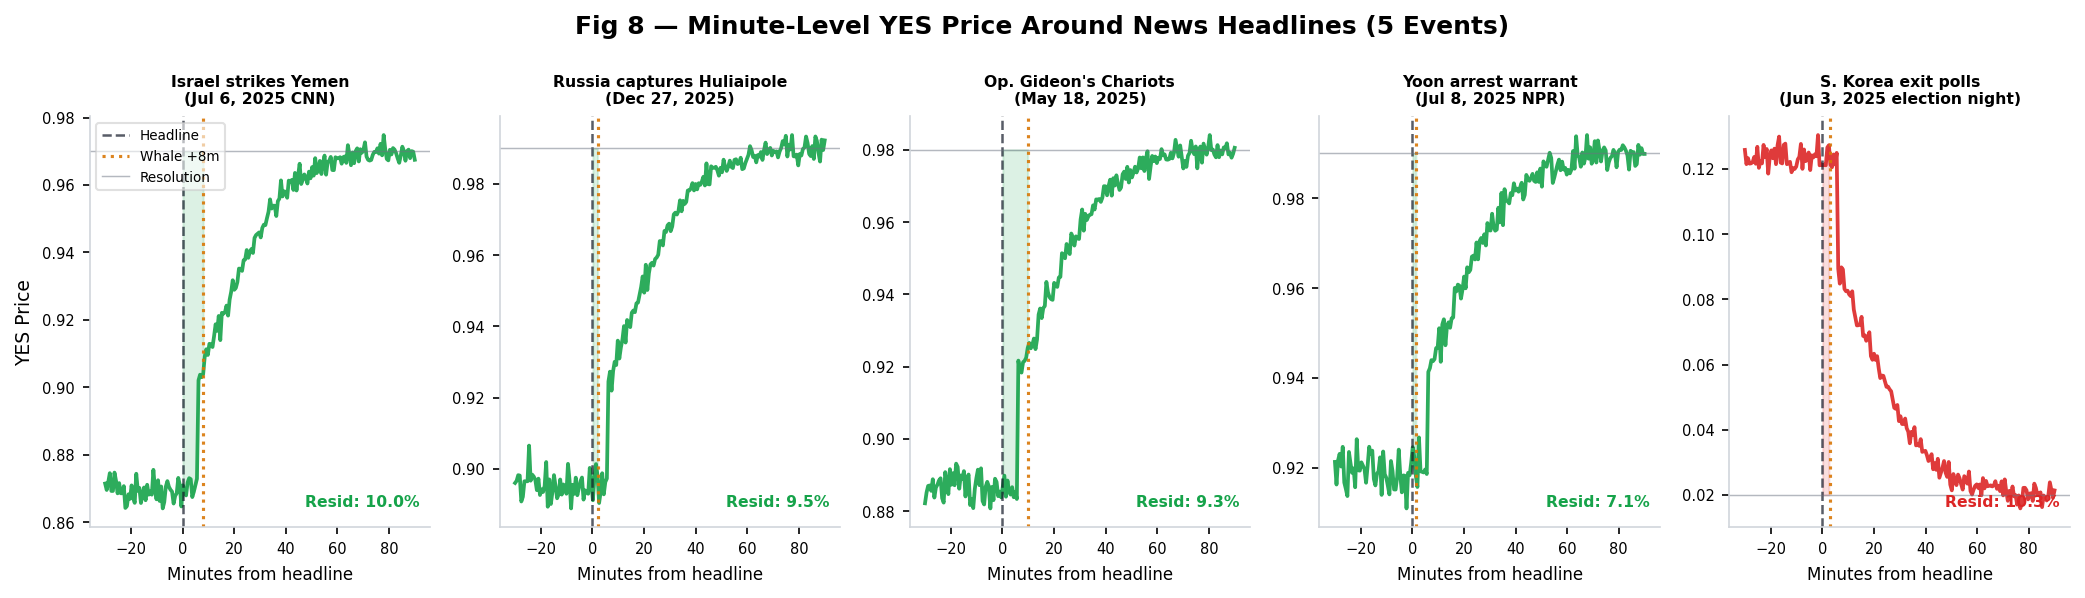 Fig 8 — Minute-Level YES Price Around News Headlines (5 Events)
Israel strikes Yemen
(Jul 6, 2025 CNN)
YES Price
0.98
0.96
0.94
0.92
0.90
0.88
0.86
Headline
Whale +8m
Resolution
Resid: 10.0%
−20
0
20
40
60
80
Minutes from headline
Russia captures Huliaipole
(Dec 27, 2025)
0.98
0.96
0.94
0.92
0.90
Resid: 9.5%
−20
0
20
40
60
80
Minutes from headline
Op. Gideon's Chariots
(May 18, 2025)
0.98
0.96
0.94
0.92
0.90
0.88
Resid: 9.3%
−20
0
20
40
60
80
Minutes from headline
Yoon arrest warrant
(Jul 8, 2025 NPR)
0.98
0.96
0.94
0.92
Resid: 7.1%
−20
0
20
40
60
80
Minutes from headline
S. Korea exit polls
(Jun 3, 2025 election night)
0.12
0.10
0.08
0.06
0.04
0.02
Resid: 10.3%
−20
0
20
40
60
80
Minutes from headline